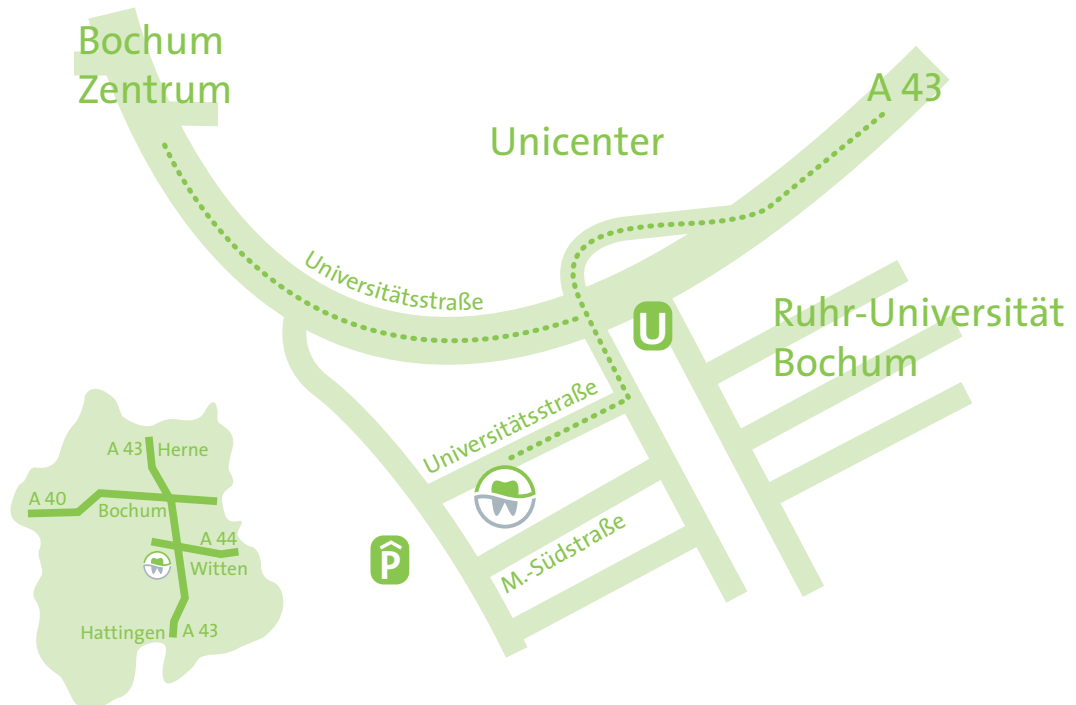 Bochum
Zentrum
A 43
Unicenter
Universitätsstraße
U
Ruhr-Universität
Bochum
Universitätsstraße
M.-Südstraße
P
A 43 Herne
A 40
Bochum
A 44
Witten
Hattingen A 43